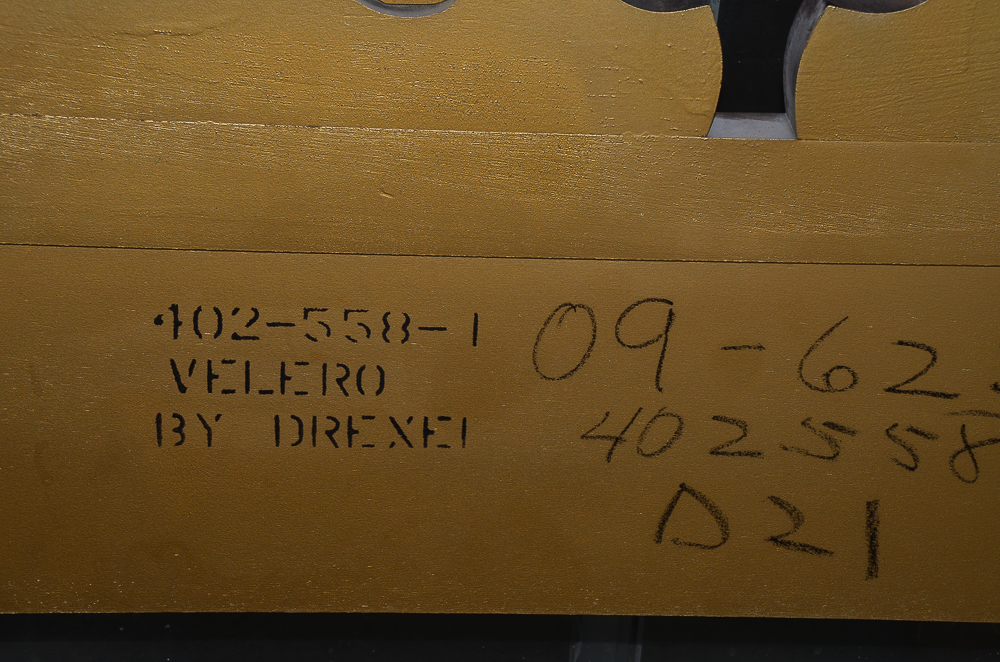 402-558-1
VELERO
BY DREXEL
09-62.
402558
D21